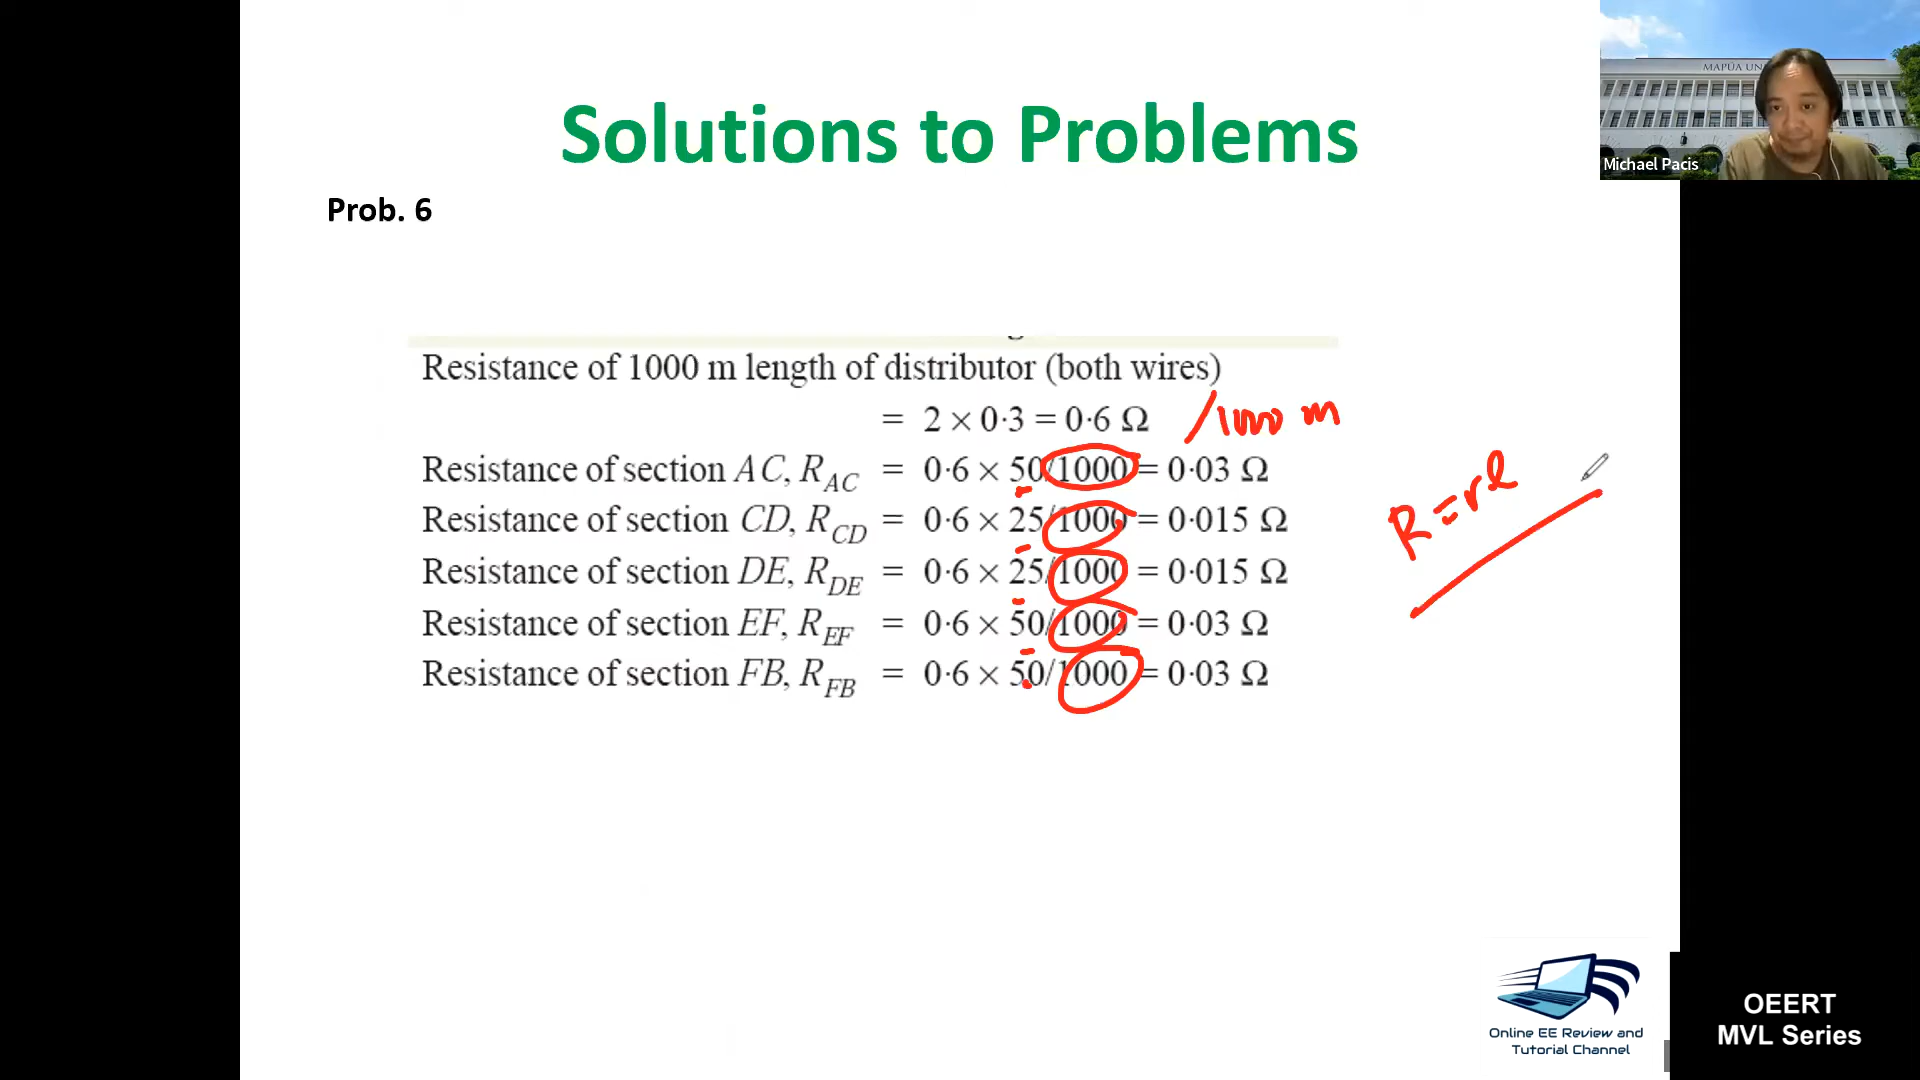 MAPÚA UN
Michael Pacis
Solutions to Problems
Prob. 6
Resistance of 1000 m length of distributor (both wires)
= 2 × 0·3 = 0·6 Ω /1000 m
Resistance of section AC, R_AC = 0·6 × 50/1000 = 0·03 Ω
Resistance of section CD, R_CD = 0·6 × 25/1000 = 0·015 Ω
Resistance of section DE, R_DE = 0·6 × 25/1000 = 0·015 Ω
Resistance of section EF, R_EF = 0·6 × 50/1000 = 0·03 Ω
Resistance of section FB, R_FB = 0·6 × 50/1000 = 0·03 Ω
R=rl
Online EE Review and
Tutorial Channel
OEERT
MVL Series